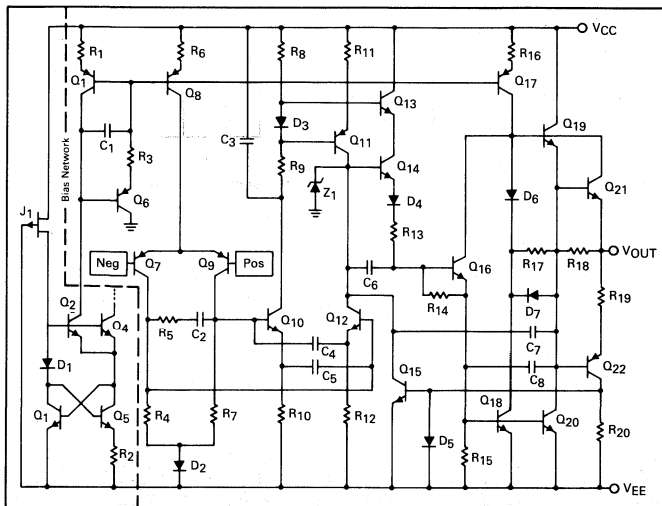 VCC
R1
R6
R8
R11
R16
Q1
Q8
Q17
Q13
Q19
D3
Q11
C1
C3
R3
R9
Q14
Q21
Bias Network
Z1
D4
D6
Q6
J1
R13
Neg
Q7
Q9
Pos
Q16
R17
R18
VOUT
C6
R14
D7
R19
Q2
Q4
R5
C2
Q10
Q12
C7
C4
Q22
D1
C5
Q15
C8
Q1
Q5
R4
R7
R10
R12
Q18
Q20
R20
R2
D2
D5
R15
VEE